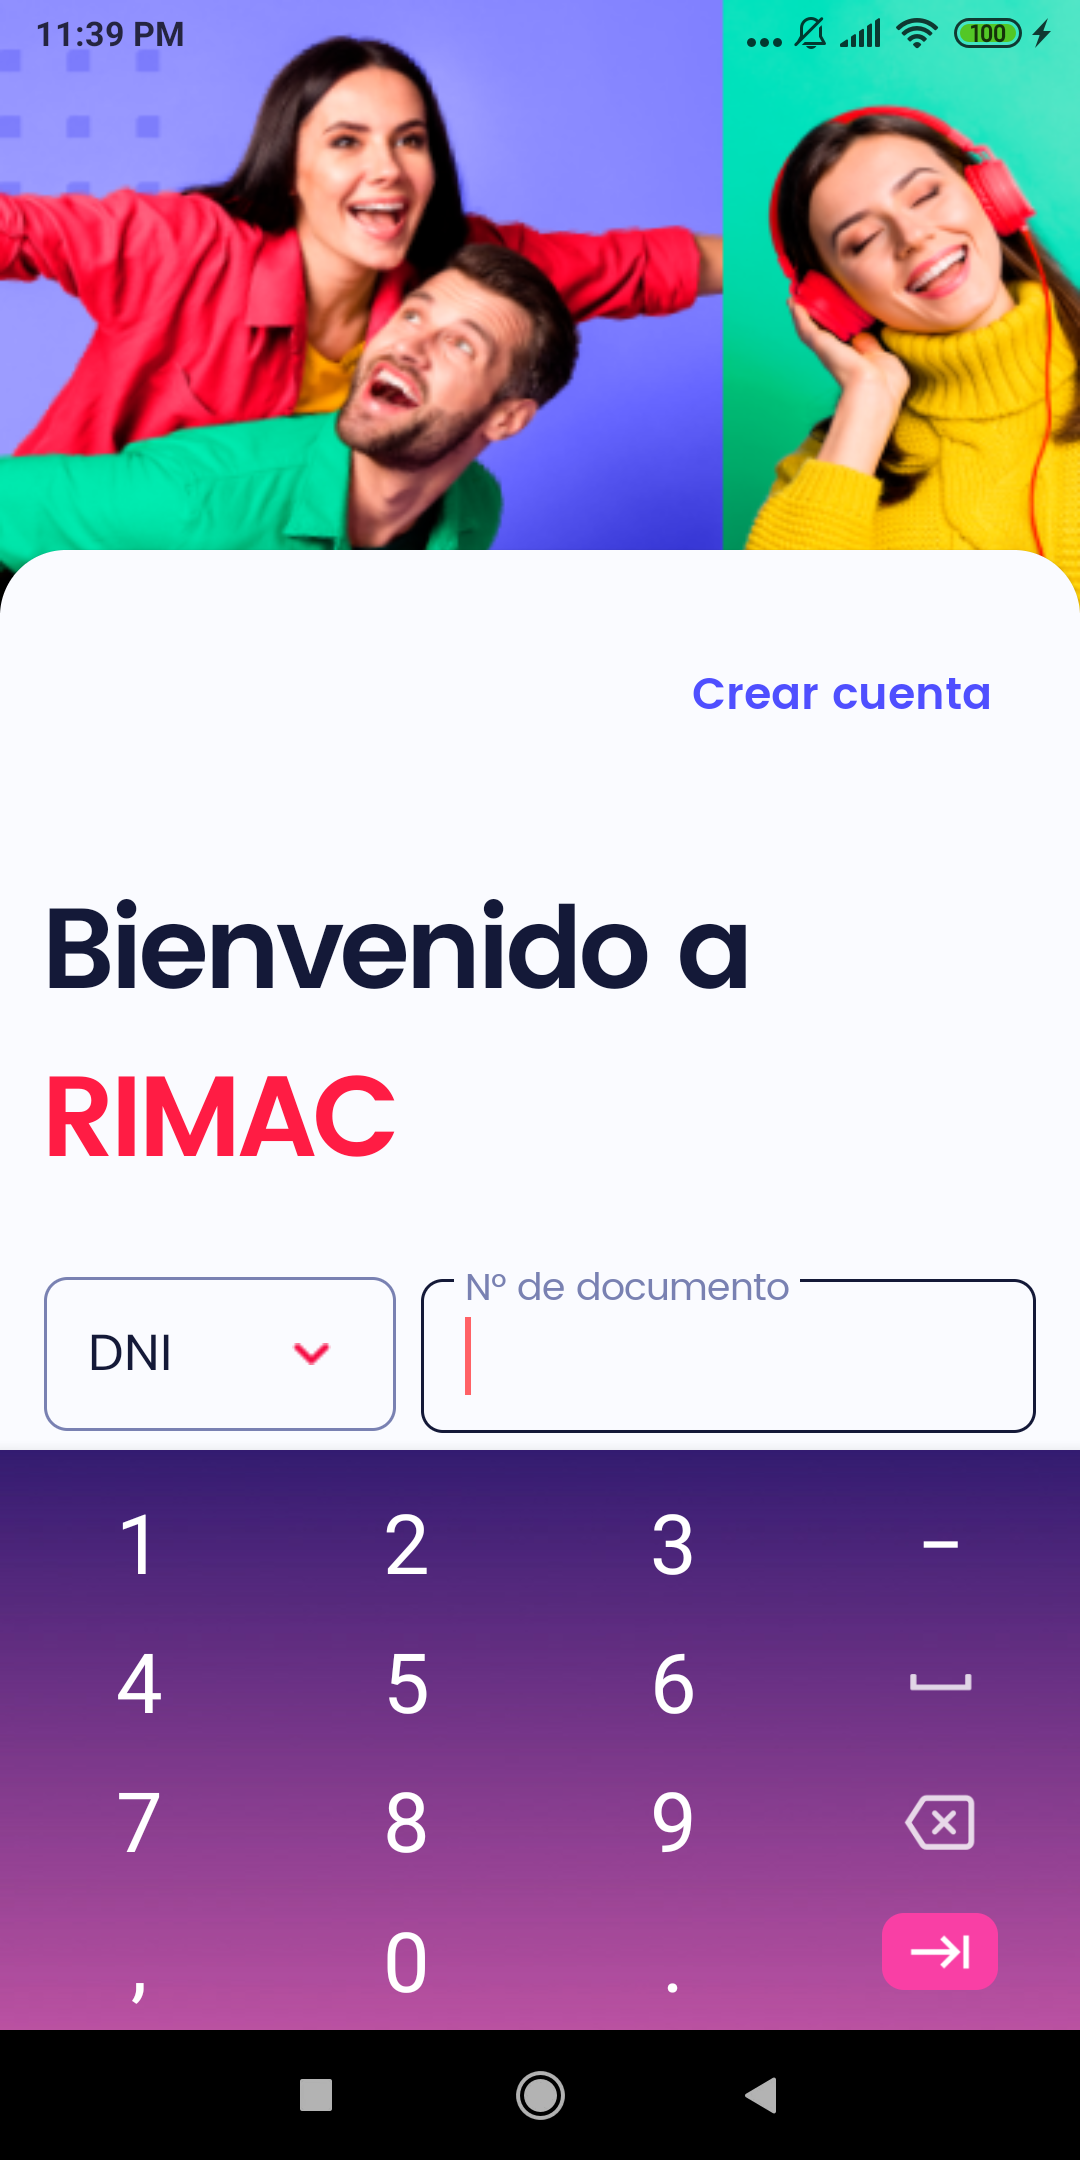 11:39 PM
100
Crear cuenta
Bienvenido a
RIMAC
N° de documento
DNI
1 2 3 –
4 5 6
7 8 9
, 0 .